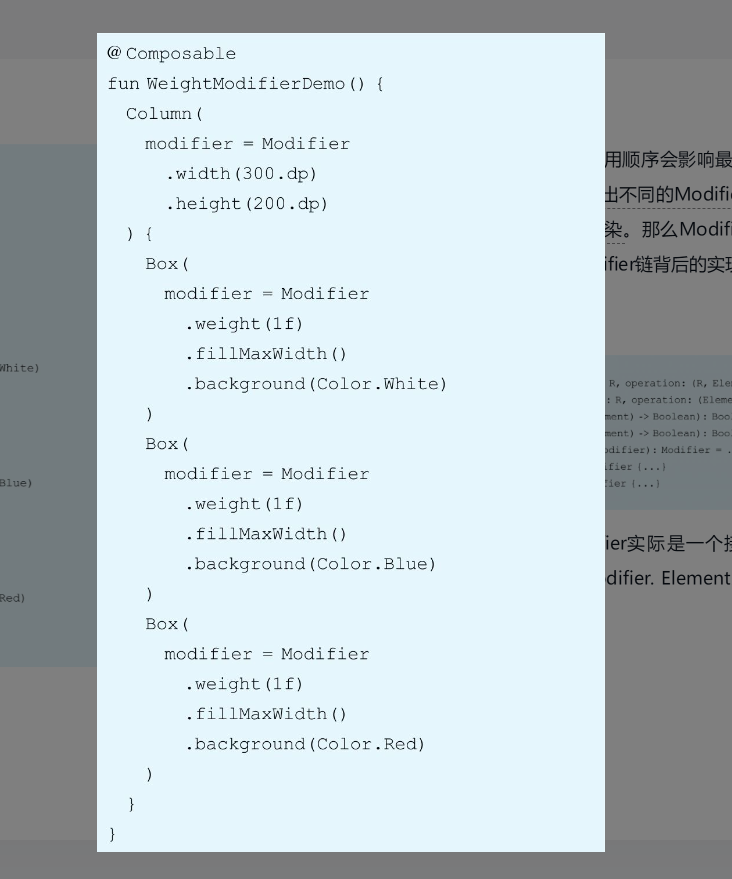 @Composable
fun WeightModifierDemo() {
  Column(
    modifier = Modifier
      .width(300.dp)
      .height(200.dp)
  ) {
    Box(
      modifier = Modifier
        .weight(1f)
        .fillMaxWidth()
        .background(Color.White)
    )
    Box(
      modifier = Modifier
        .weight(1f)
        .fillMaxWidth()
        .background(Color.Blue)
    )
    Box(
      modifier = Modifier
        .weight(1f)
        .fillMaxWidth()
        .background(Color.Red)
    )
  }
}
White)
Blue)
Red)
用顺序会影响最
出不同的Modifie
染。那么Modif
ifier链背后的实现
R, operation: (R, Ele
: R, operation: (Eleme
ment) -> Boolean): Boo
ment) -> Boolean): Boo
odifier): Modifier = .
ifier {...}
fier {...}
ier实际是一个接
difier. Element